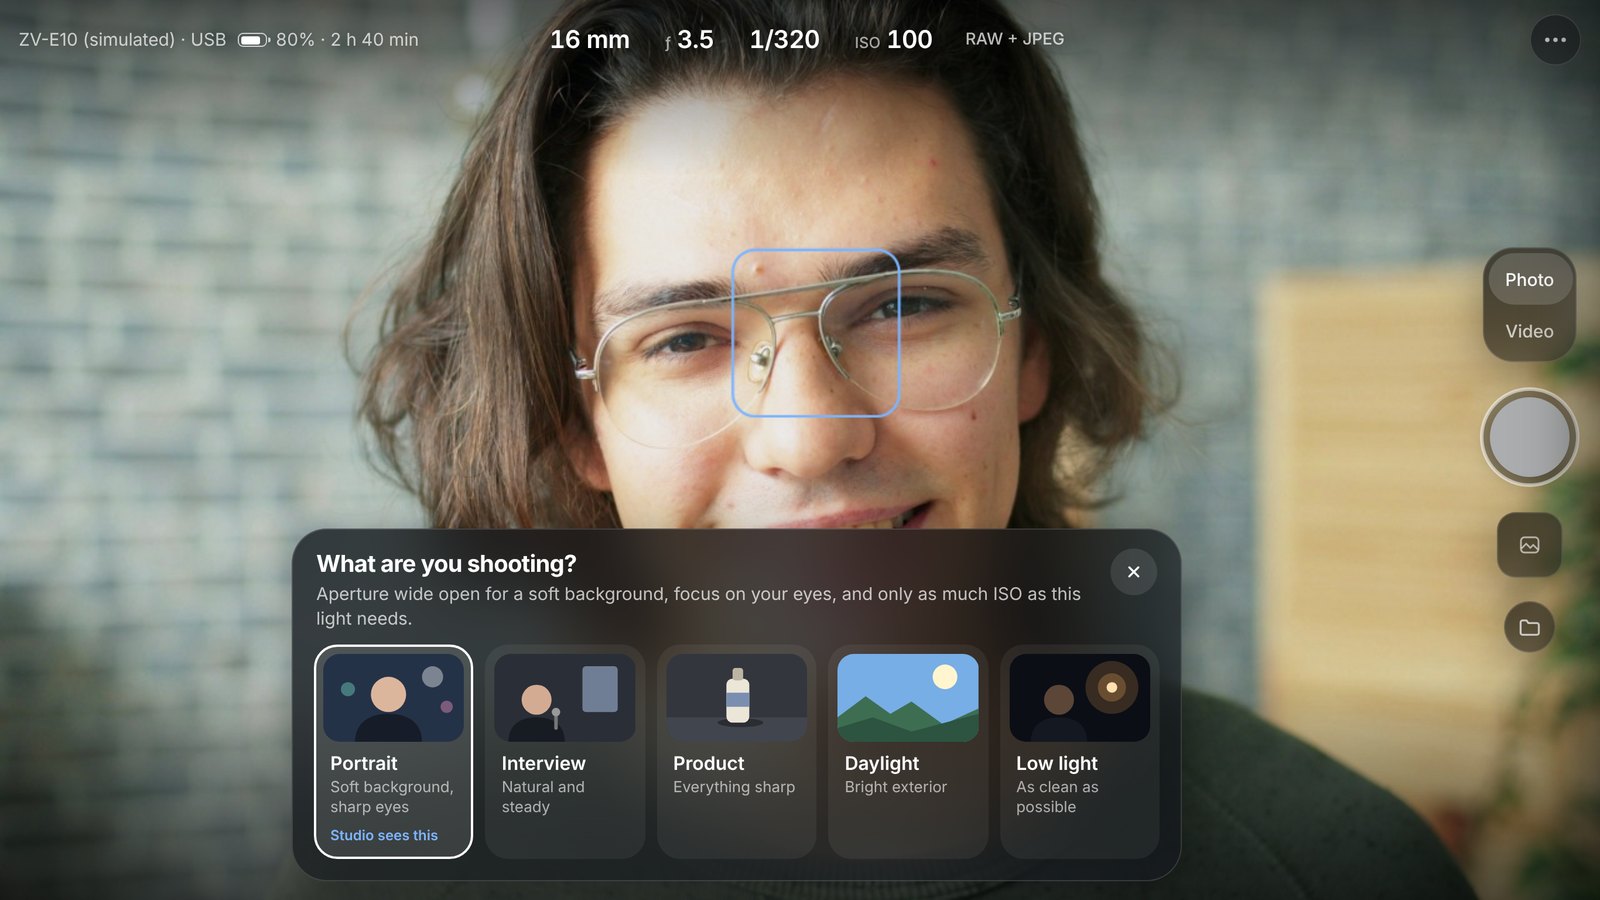 ZV-E10 (simulated) · USB 80% · 2 h 40 min
16 mm ƒ 3.5 1/320 ISO 100 RAW + JPEG
Photo
Video
What are you shooting?
Aperture wide open for a soft background, focus on your eyes, and only as much ISO as this
light needs.
Portrait
Soft background,
sharp eyes
Studio sees this
Interview
Natural and
steady
Product
Everything sharp
Daylight
Bright exterior
Low light
As clean as
possible